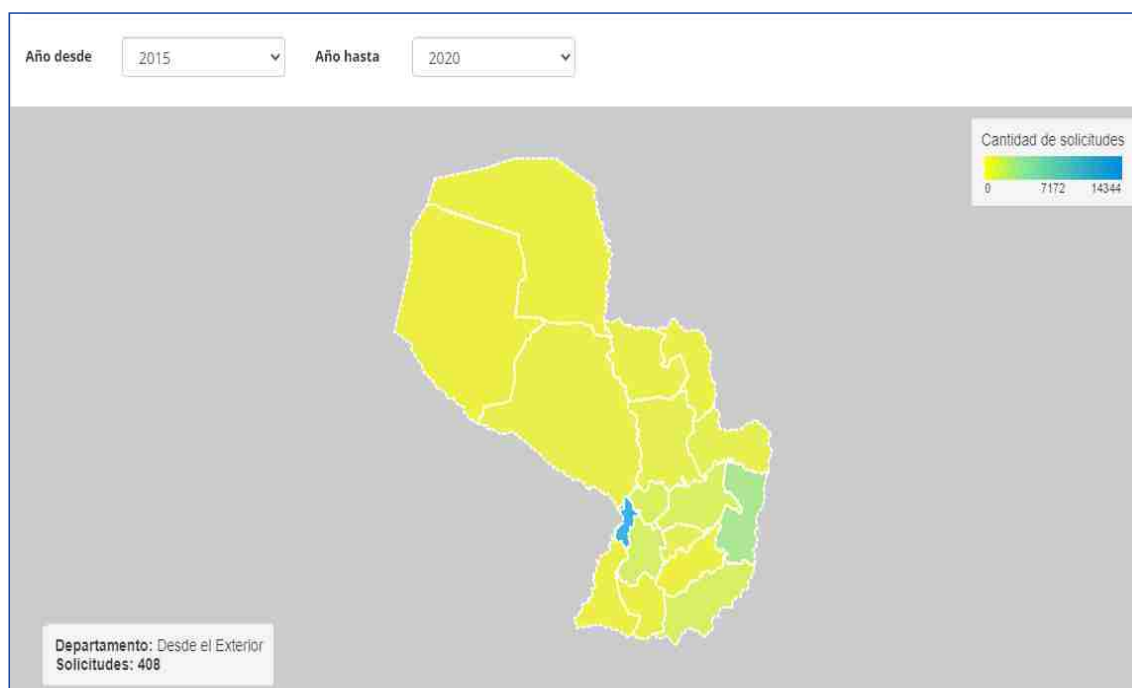 Año desde 2015 Año hasta 2020
Cantidad de solicitudes
0 7172 14344
Departamento: Desde el Exterior
Solicitudes: 408